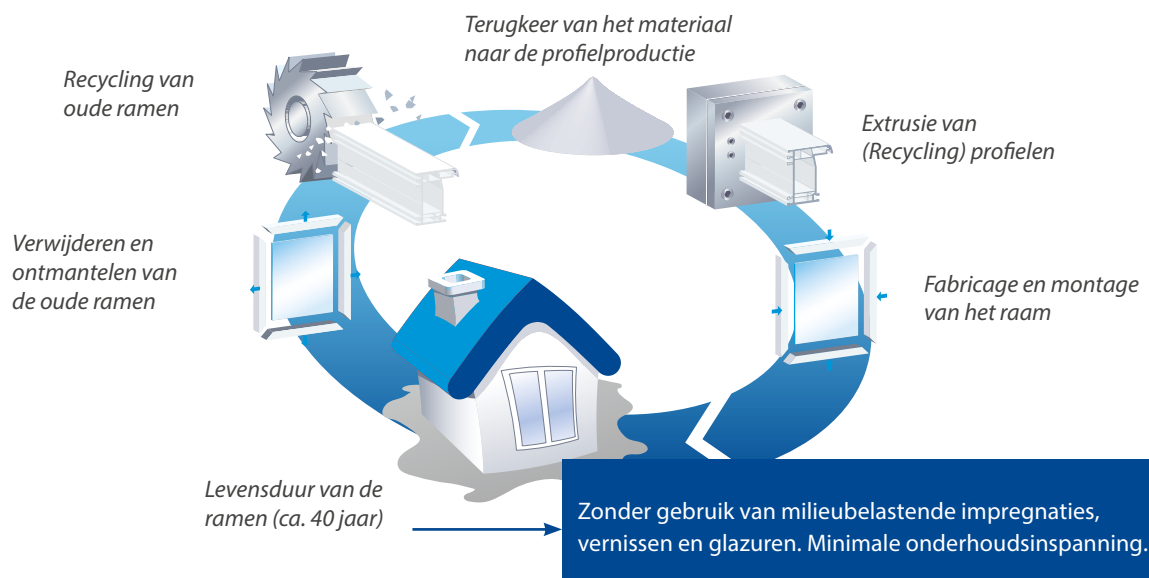 Terugkeer van het materiaal
naar de profielproductie
Recycling van
oude ramen
Extrusie van
(Recycling) profielen
Verwijderen en
ontmantelen van
de oude ramen
Fabricage en montage
van het raam
Levensduur van de
ramen (ca. 40 jaar)
Zonder gebruik van milieubelastende impregnaties,
vernissen en glazuren. Minimale onderhoudsinspanning.